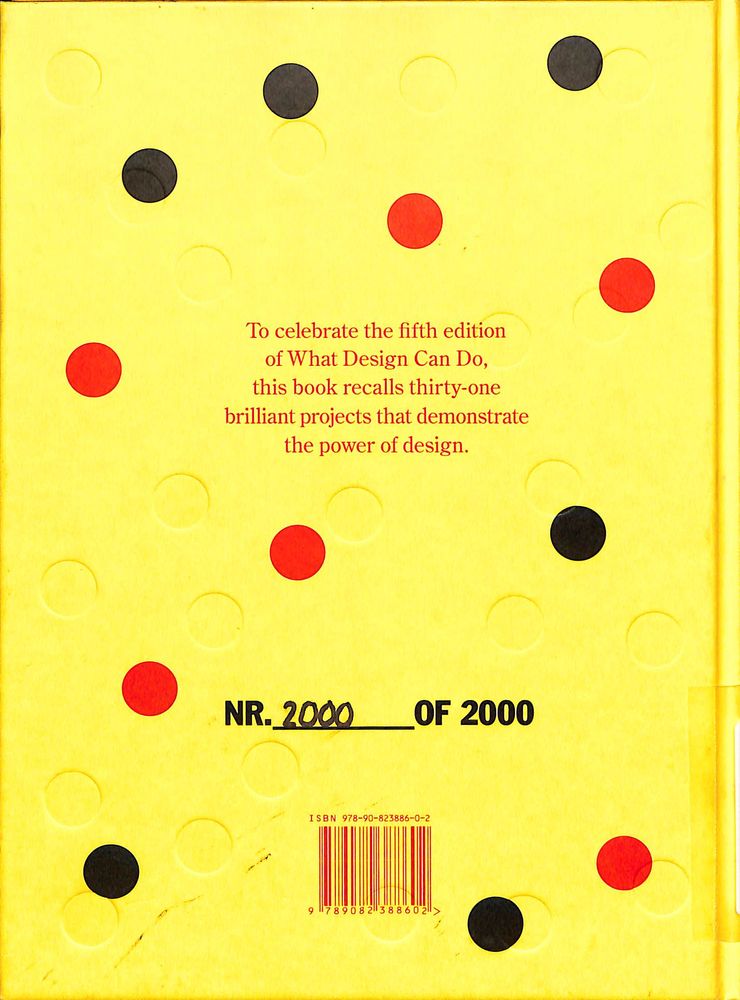 To celebrate the fifth edition
of What Design Can Do,
this book recalls thirty-one
brilliant projects that demonstrate
the power of design.
NR. 2000 OF 2000
ISBN 978-90-823886-0-2
9 789082 388602 >